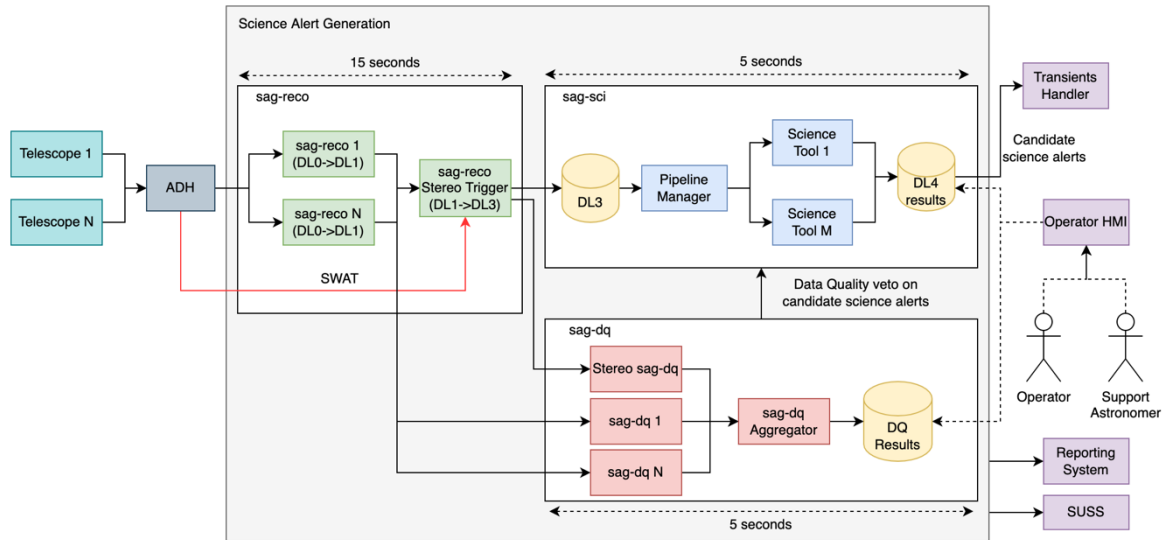 Science Alert Generation
15 seconds
5 seconds
sag-reco
sag-sci
Telescope 1
Telescope N
ADH
sag-reco 1
(DL0->DL1)
sag-reco N
(DL0->DL1)
sag-reco
Stereo Trigger
(DL1->DL3)
SWAT
DL3
Pipeline
Manager
Science
Tool 1
Science
Tool M
DL4
results
Transients
Handler
Candidate
science alerts
Operator HMI
Data Quality veto on
candidate science alerts
sag-dq
Stereo sag-dq
sag-dq 1
sag-dq N
sag-dq
Aggregator
DQ
Results
Operator
Support
Astronomer
Reporting
System
SUSS
5 seconds